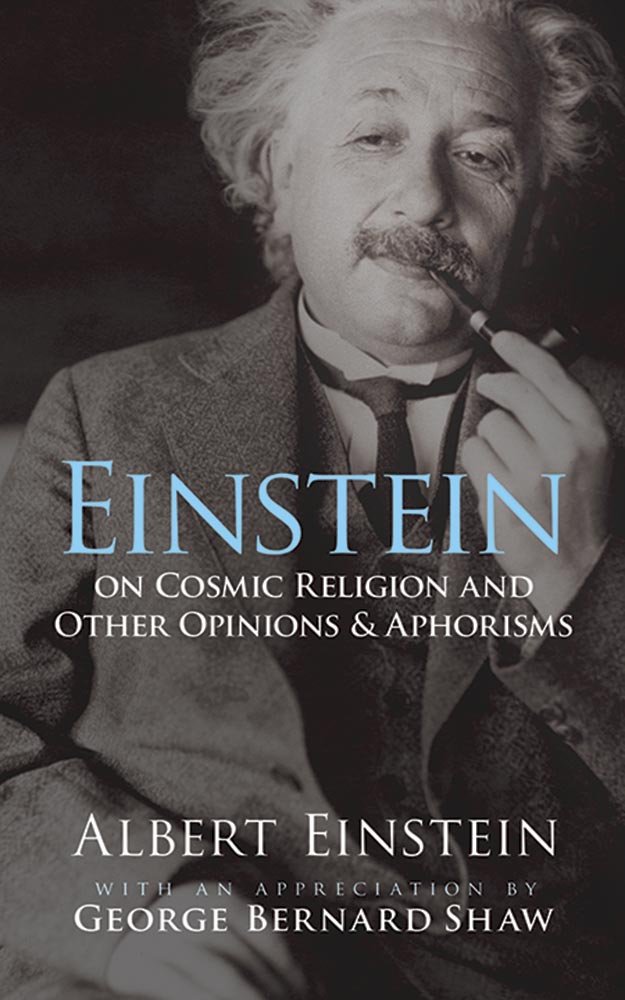 EINSTEIN
ON COSMIC RELIGION AND
OTHER OPINIONS & APHORISMS
ALBERT EINSTEIN
WITH AN APPRECIATION BY
GEORGE BERNARD SHAW